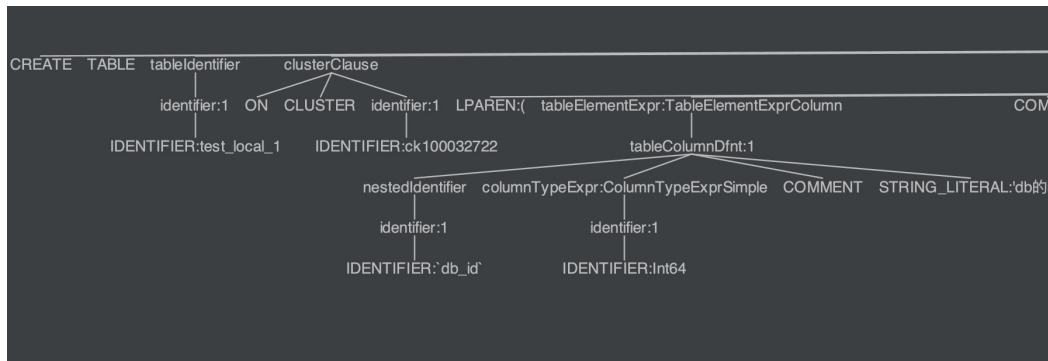 CREATE TABLE tableIdentifier clusterClause
identifier:1 ON CLUSTER identifier:1 LPAREN:( tableElementExpr:TableElementExprColumn COM
IDENTIFIER:test_local_1 IDENTIFIER:ck100032722 tableColumnDfnt:1
nestedIdentifier columnTypeExpr:ColumnTypeExprSimple COMMENT STRING_LITERAL:'db的
identifier:1 identifier:1
IDENTIFIER:`db_id` IDENTIFIER:Int64